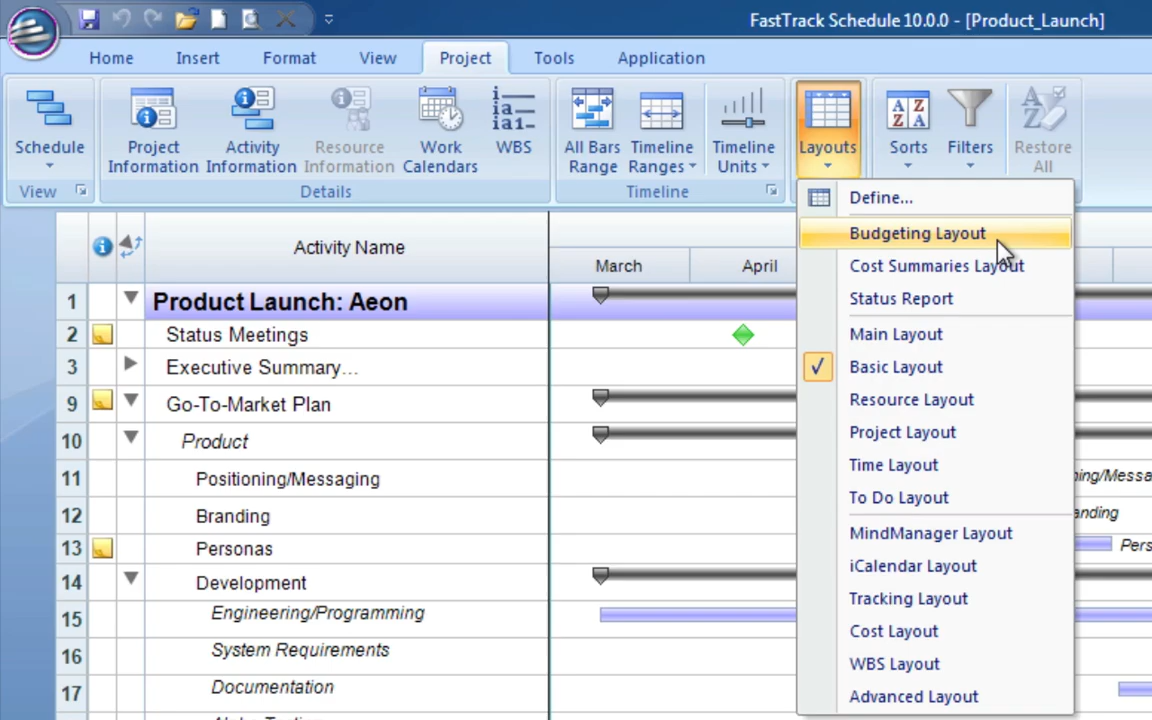 FastTrack Schedule 10.0.0 - [Product_Launch]
Home Insert Format View Project Tools Application
Schedule
Project Information
Activity Information
Resource Information
Work Calendars
WBS
All Bars Range
Timeline Ranges
Timeline Units
Layouts
Sorts
Filters
Restore All
View Details Timeline
Define...
Budgeting Layout
Cost Summaries Layout
Status Report
Main Layout
Basic Layout
Resource Layout
Project Layout
Time Layout
To Do Layout
MindManager Layout
iCalendar Layout
Tracking Layout
Cost Layout
WBS Layout
Advanced Layout
Activity Name
March April
1 Product Launch: Aeon
2 Status Meetings
3 Executive Summary...
9 Go-To-Market Plan
10 Product
11 Positioning/Messaging
12 Branding
13 Personas
14 Development
15 Engineering/Programming
16 System Requirements
17 Documentation